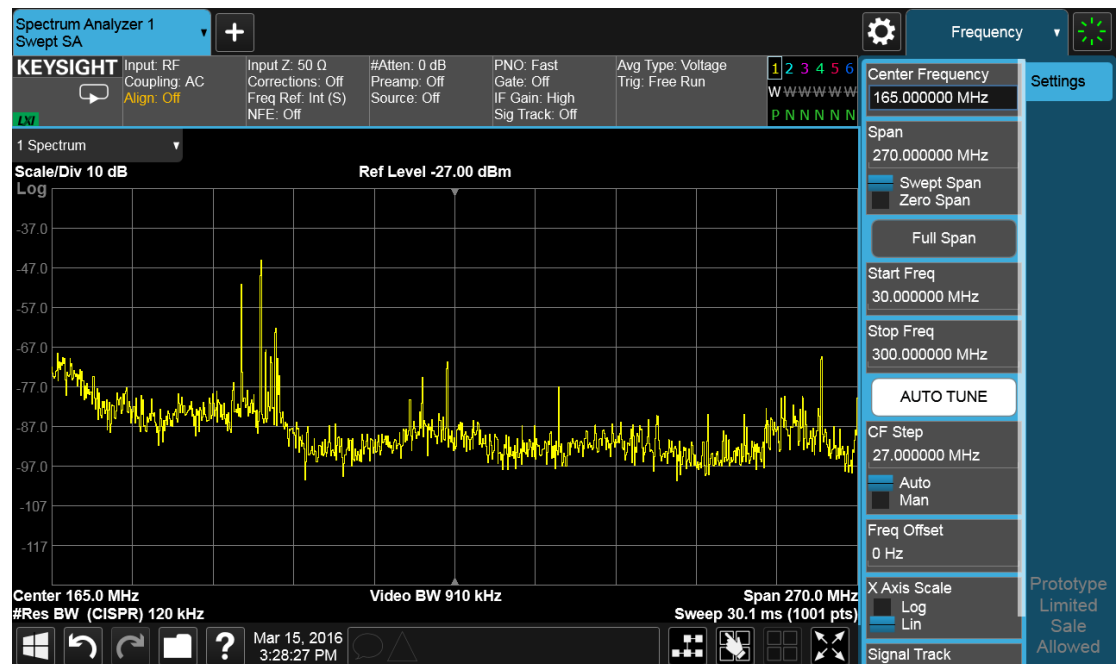 Spectrum Analyzer 1
Swept SA
+
Frequency
KEYSIGHT
LXI
Input: RF
Coupling: AC
Align: Off
Input Z: 50 Ω
Corrections: Off
Freq Ref: Int (S)
NFE: Off
#Atten: 0 dB
Preamp: Off
Source: Off
PNO: Fast
Gate: Off
IF Gain: High
Sig Track: Off
Avg Type: Voltage
Trig: Free Run
1 2 3 4 5 6
W W W W W W
P N N N N N
1 Spectrum
Scale/Div 10 dB
Ref Level -27.00 dBm
Log
-37.0
-47.0
-57.0
-67.0
-77.0
-87.0
-97.0
-107
-117
Center 165.0 MHz
Video BW 910 kHz
Span 270.0 MHz
#Res BW (CISPR) 120 kHz
Sweep 30.1 ms (1001 pts)
?
Mar 15, 2016
3:28:27 PM
Center Frequency
165.000000 MHz
Span
270.000000 MHz
Swept Span
Zero Span
Full Span
Start Freq
30.000000 MHz
Stop Freq
300.000000 MHz
AUTO TUNE
CF Step
27.000000 MHz
Auto
Man
Freq Offset
0 Hz
X Axis Scale
Log
Lin
Signal Track
Settings
Prototype
Limited
Sale
Allowed